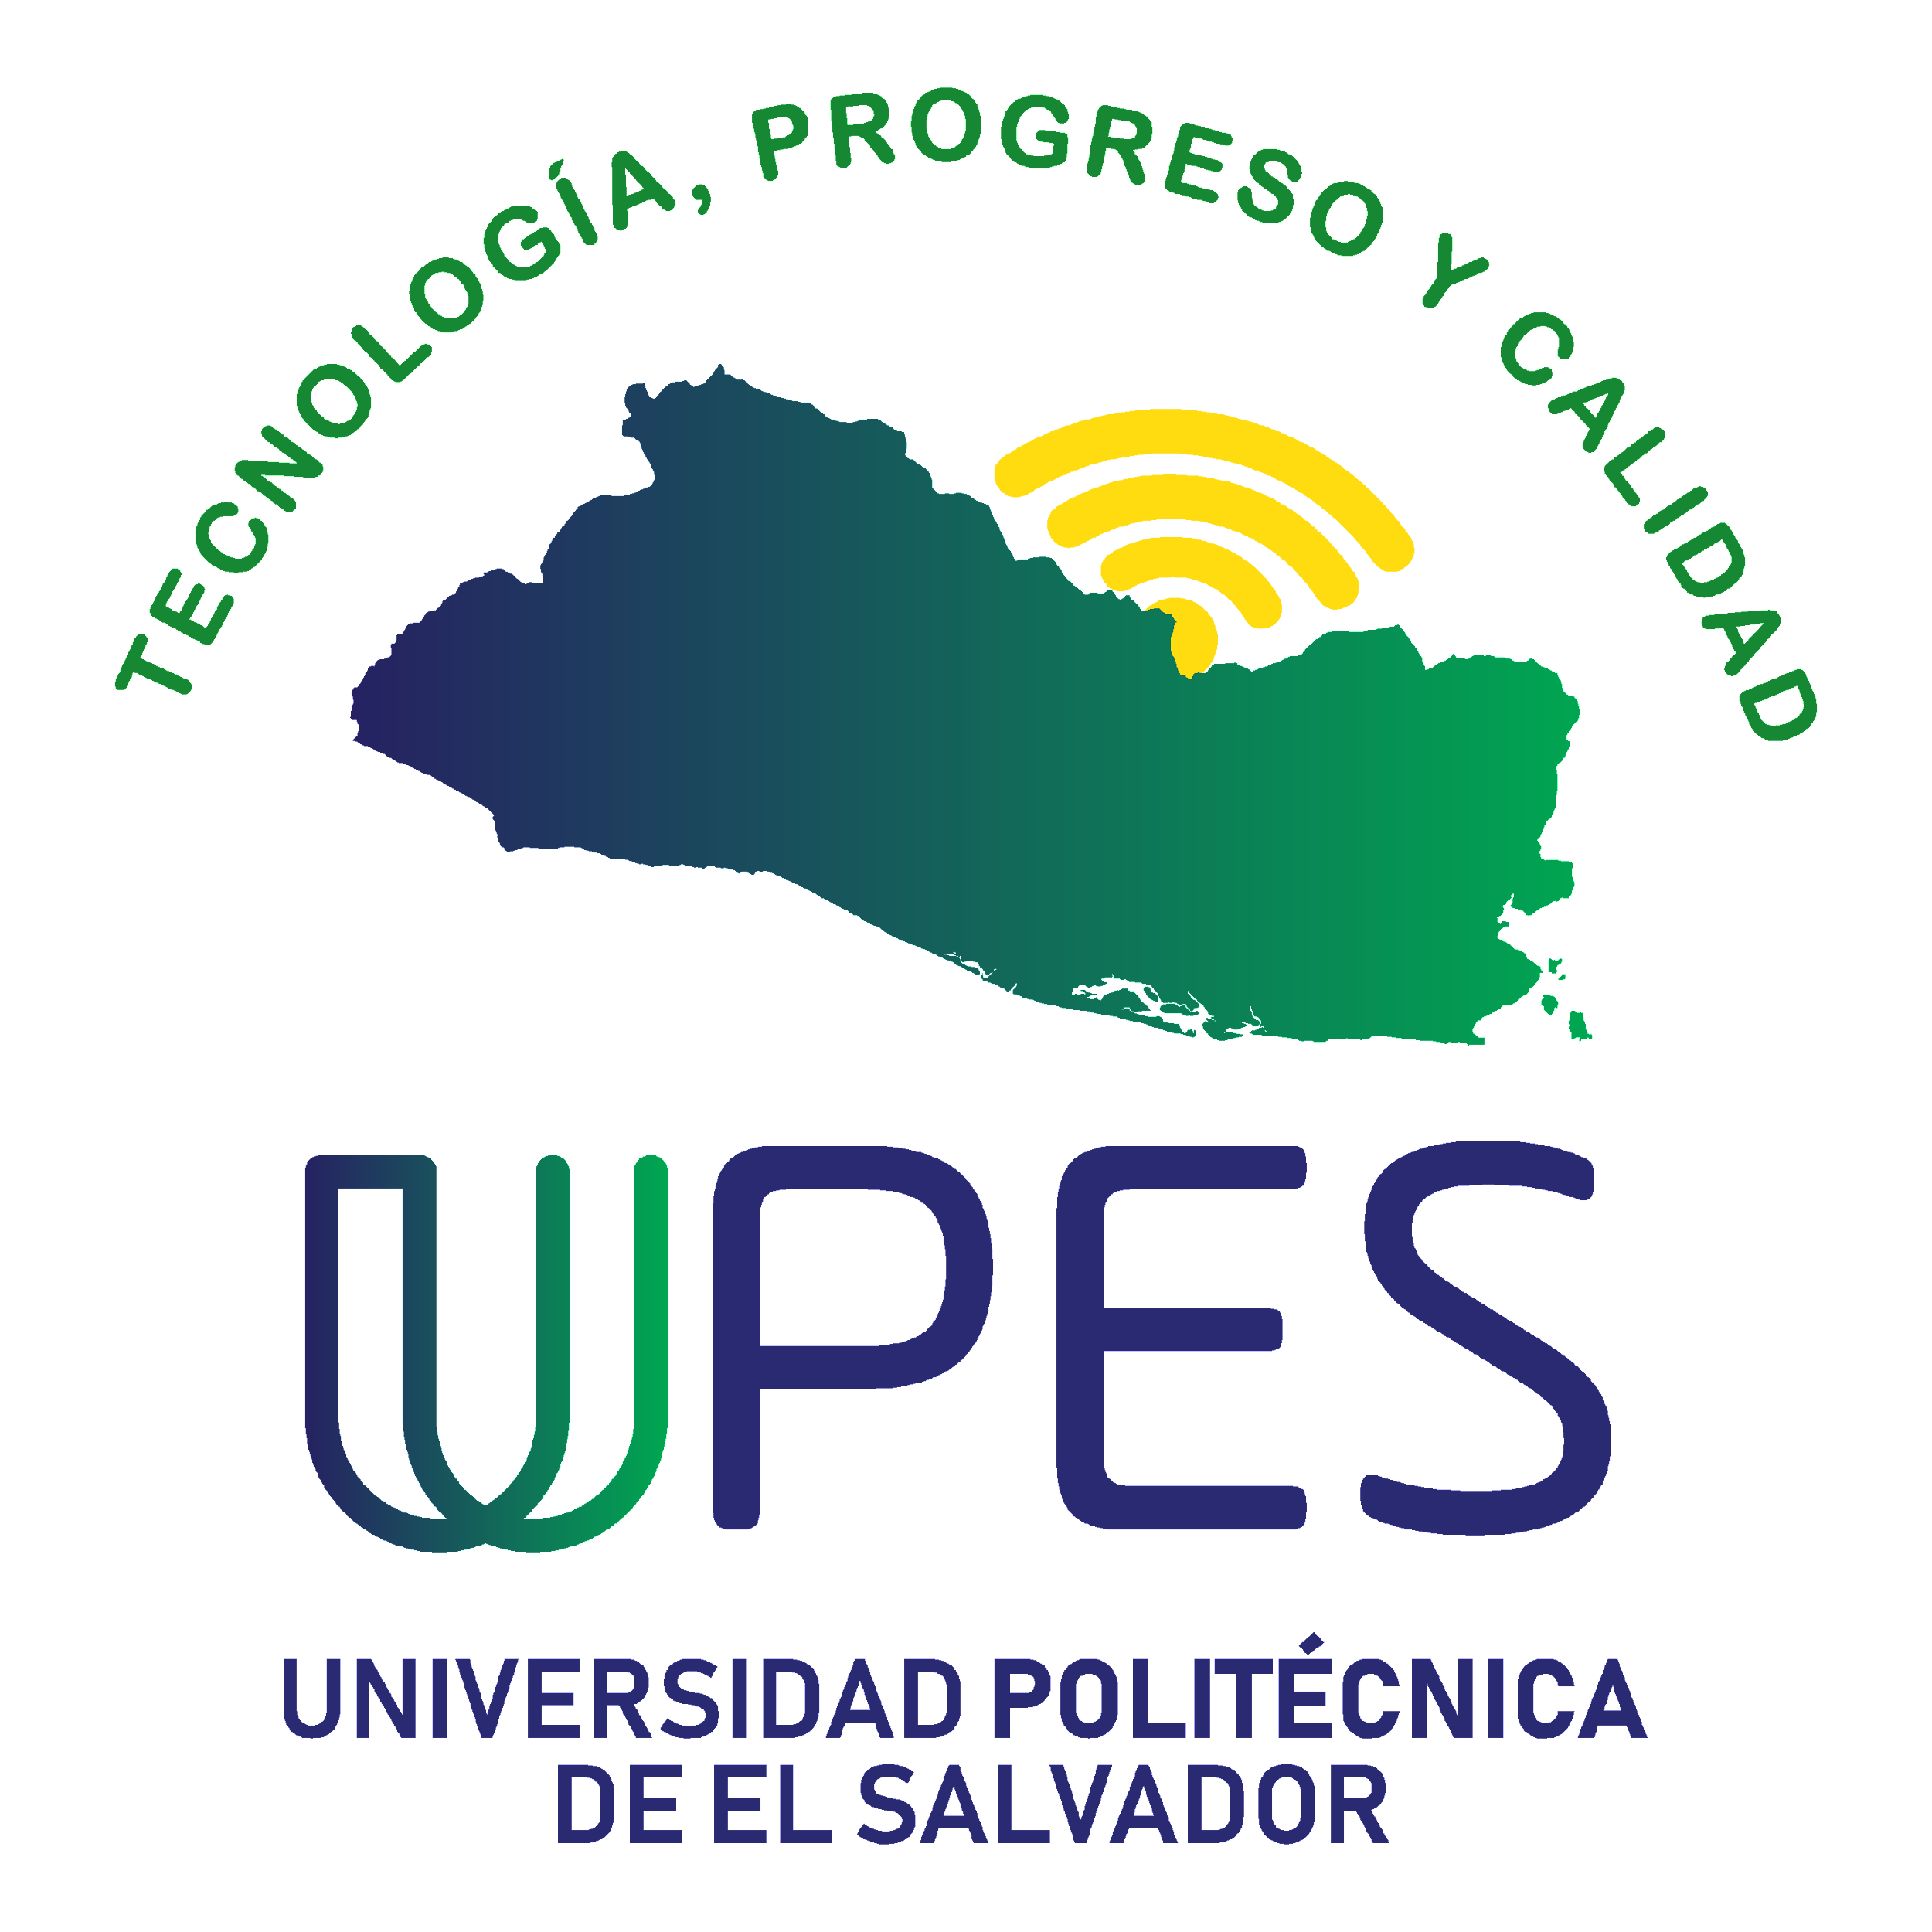 TECNOLOGÍA, PROGRESO Y CALIDAD
UPES
UNIVERSIDAD POLITÉCNICA
DE EL SALVADOR